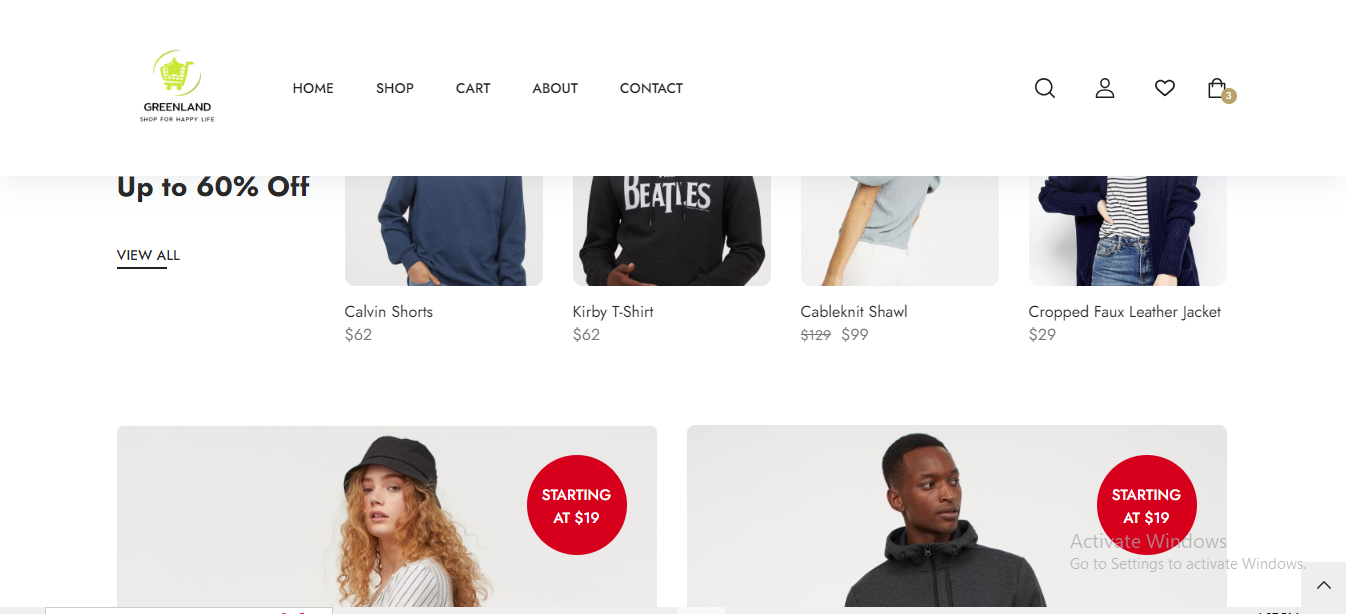 GREENLAND
SHOP FOR HAPPY LIFE
HOME SHOP CART ABOUT CONTACT
3
Up to 60% Off
VIEW ALL
BEATLES
Calvin Shorts
$62
Kirby T-Shirt
$62
Cableknit Shawl
$129 $99
Cropped Faux Leather Jacket
$29
STARTING
AT $19
STARTING
AT $19
Activate Windows
Go to Settings to activate Windows.